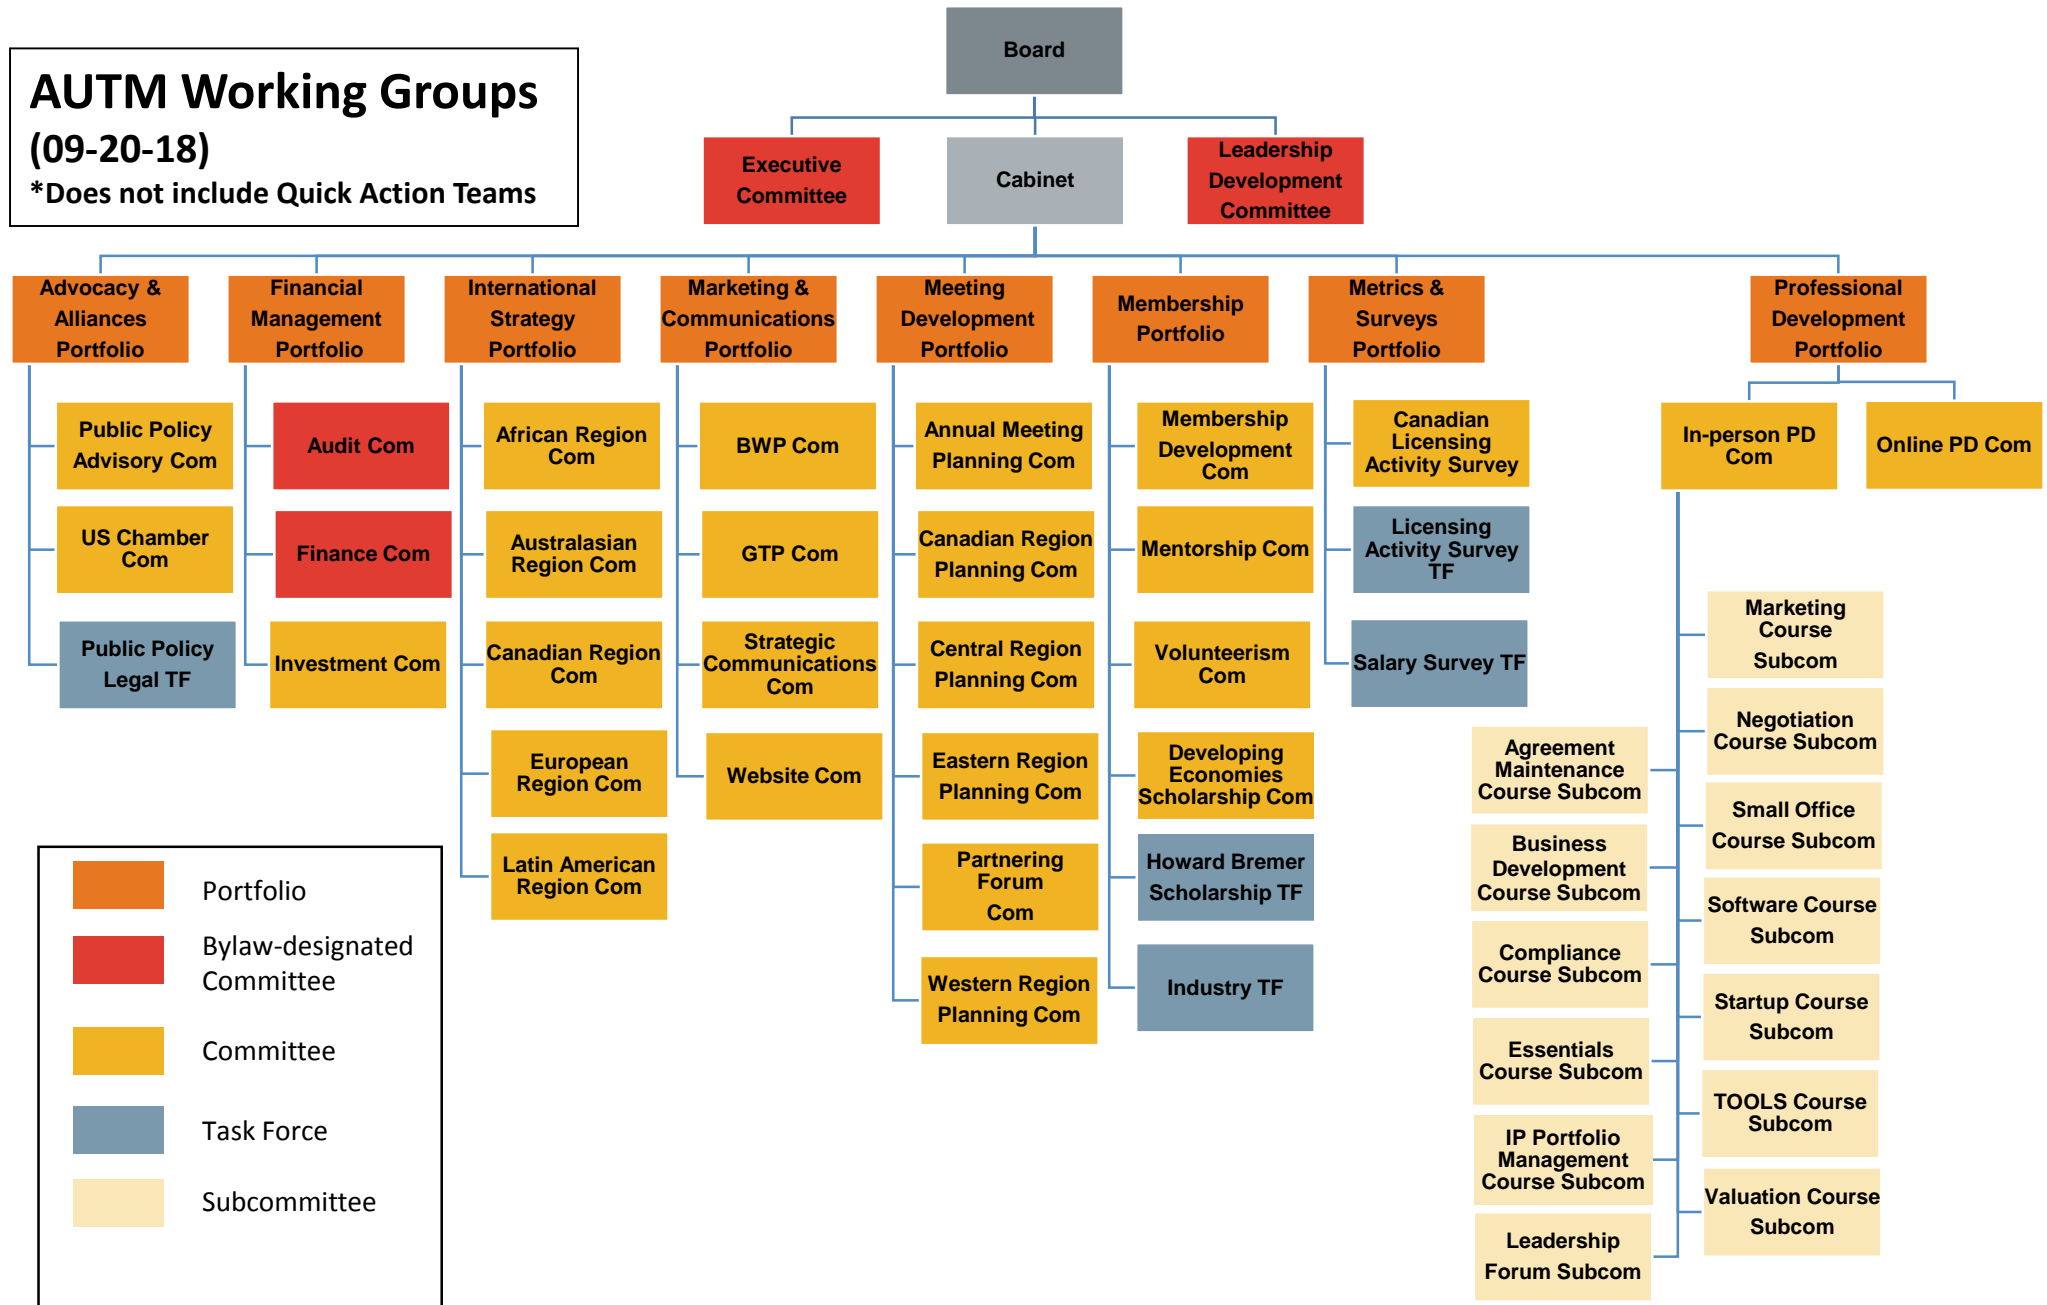 AUTM Working Groups
(09-20-18)
*Does not include Quick Action Teams
Board
Executive
Committee
Cabinet
Leadership
Development
Committee
Advocacy &
Alliances
Portfolio
Financial
Management
Portfolio
International
Strategy
Portfolio
Marketing &
Communications
Portfolio
Meeting
Development
Portfolio
Membership
Portfolio
Metrics &
Surveys
Portfolio
Professional
Development
Portfolio
Public Policy
Advisory Com
US Chamber
Com
Public Policy
Legal TF
Audit Com
Finance Com
Investment Com
African Region
Com
Australasian
Region Com
Canadian Region
Com
European
Region Com
Latin American
Region Com
BWP Com
GTP Com
Strategic
Communications
Com
Website Com
Annual Meeting
Planning Com
Canadian Region
Planning Com
Central Region
Planning Com
Eastern Region
Planning Com
Partnering
Forum
Com
Western Region
Planning Com
Membership
Development
Com
Mentorship Com
Volunteerism
Com
Developing
Economies
Scholarship Com
Howard Bremer
Scholarship TF
Industry TF
Canadian
Licensing
Activity Survey
Licensing
Activity Survey
TF
Salary Survey TF
In-person PD
Com
Online PD Com
Agreement
Maintenance
Course Subcom
Business
Development
Course Subcom
Compliance
Course Subcom
Essentials
Course Subcom
IP Portfolio
Management
Course Subcom
Leadership
Forum Subcom
Marketing
Course
Subcom
Negotiation
Course Subcom
Small Office
Course Subcom
Software Course
Subcom
Startup Course
Subcom
TOOLS Course
Subcom
Valuation Course
Subcom
Portfolio
Bylaw-designated
Committee
Committee
Task Force
Subcommittee